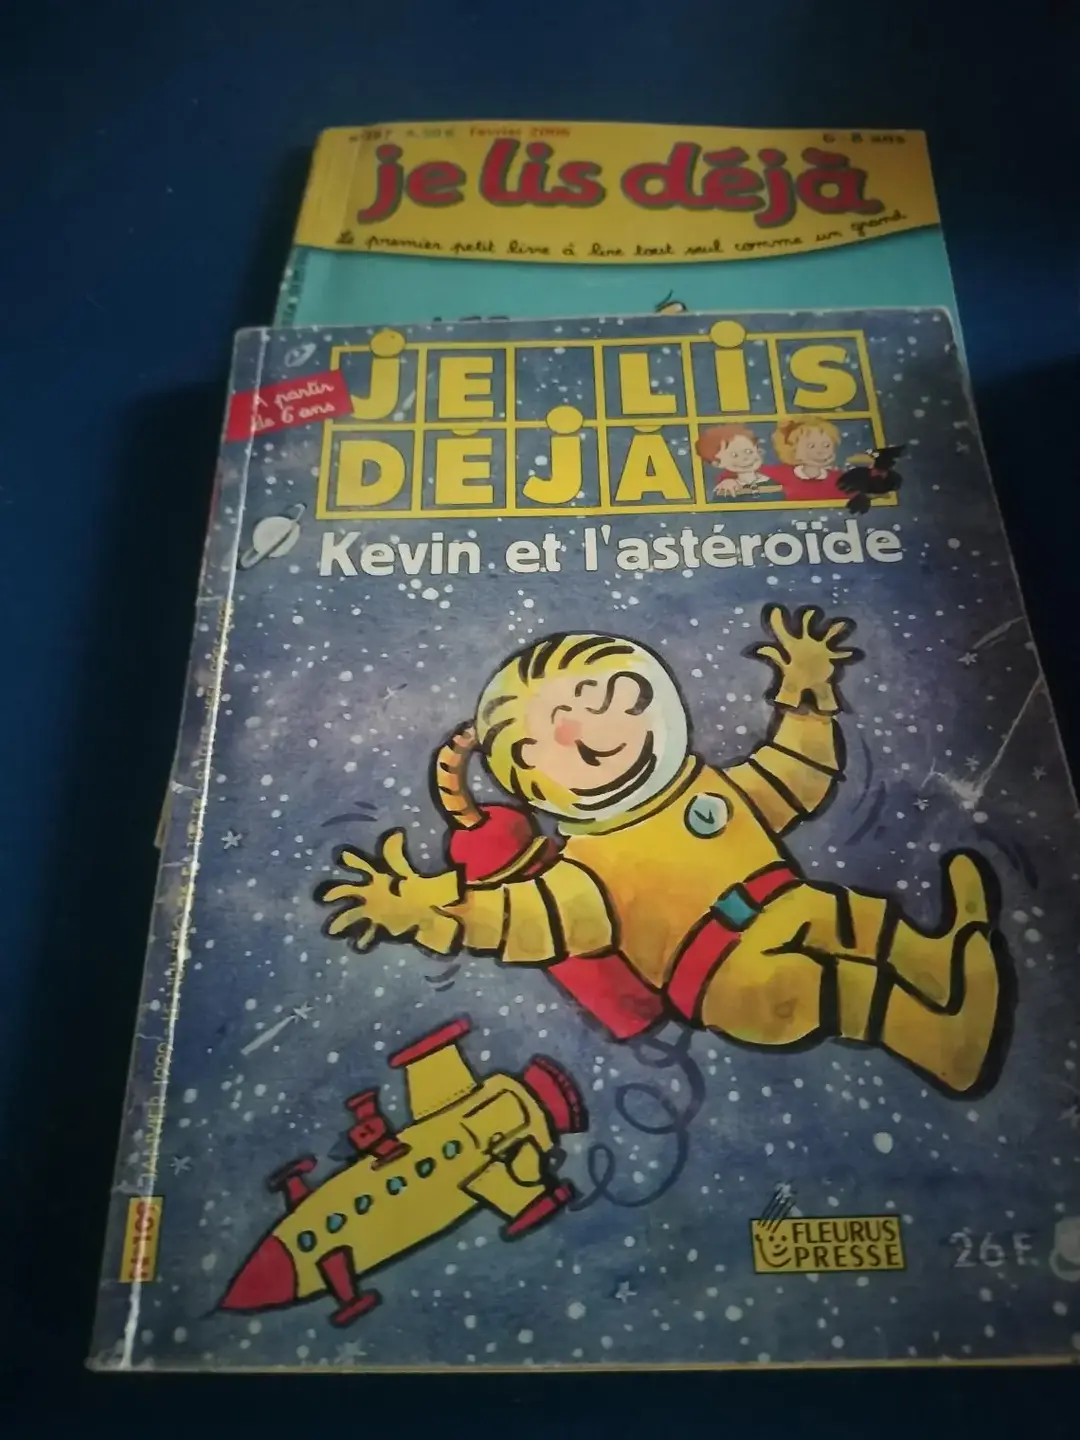 février 2006
6-8 ans
je lis déjà
Le premier petit livre à lire tout seul comme un grand
JE LIS
DÉJÀ
A partir
de 6 ans
Kevin et l'astéroïde
FLEURUS
PRESSE
26 F.